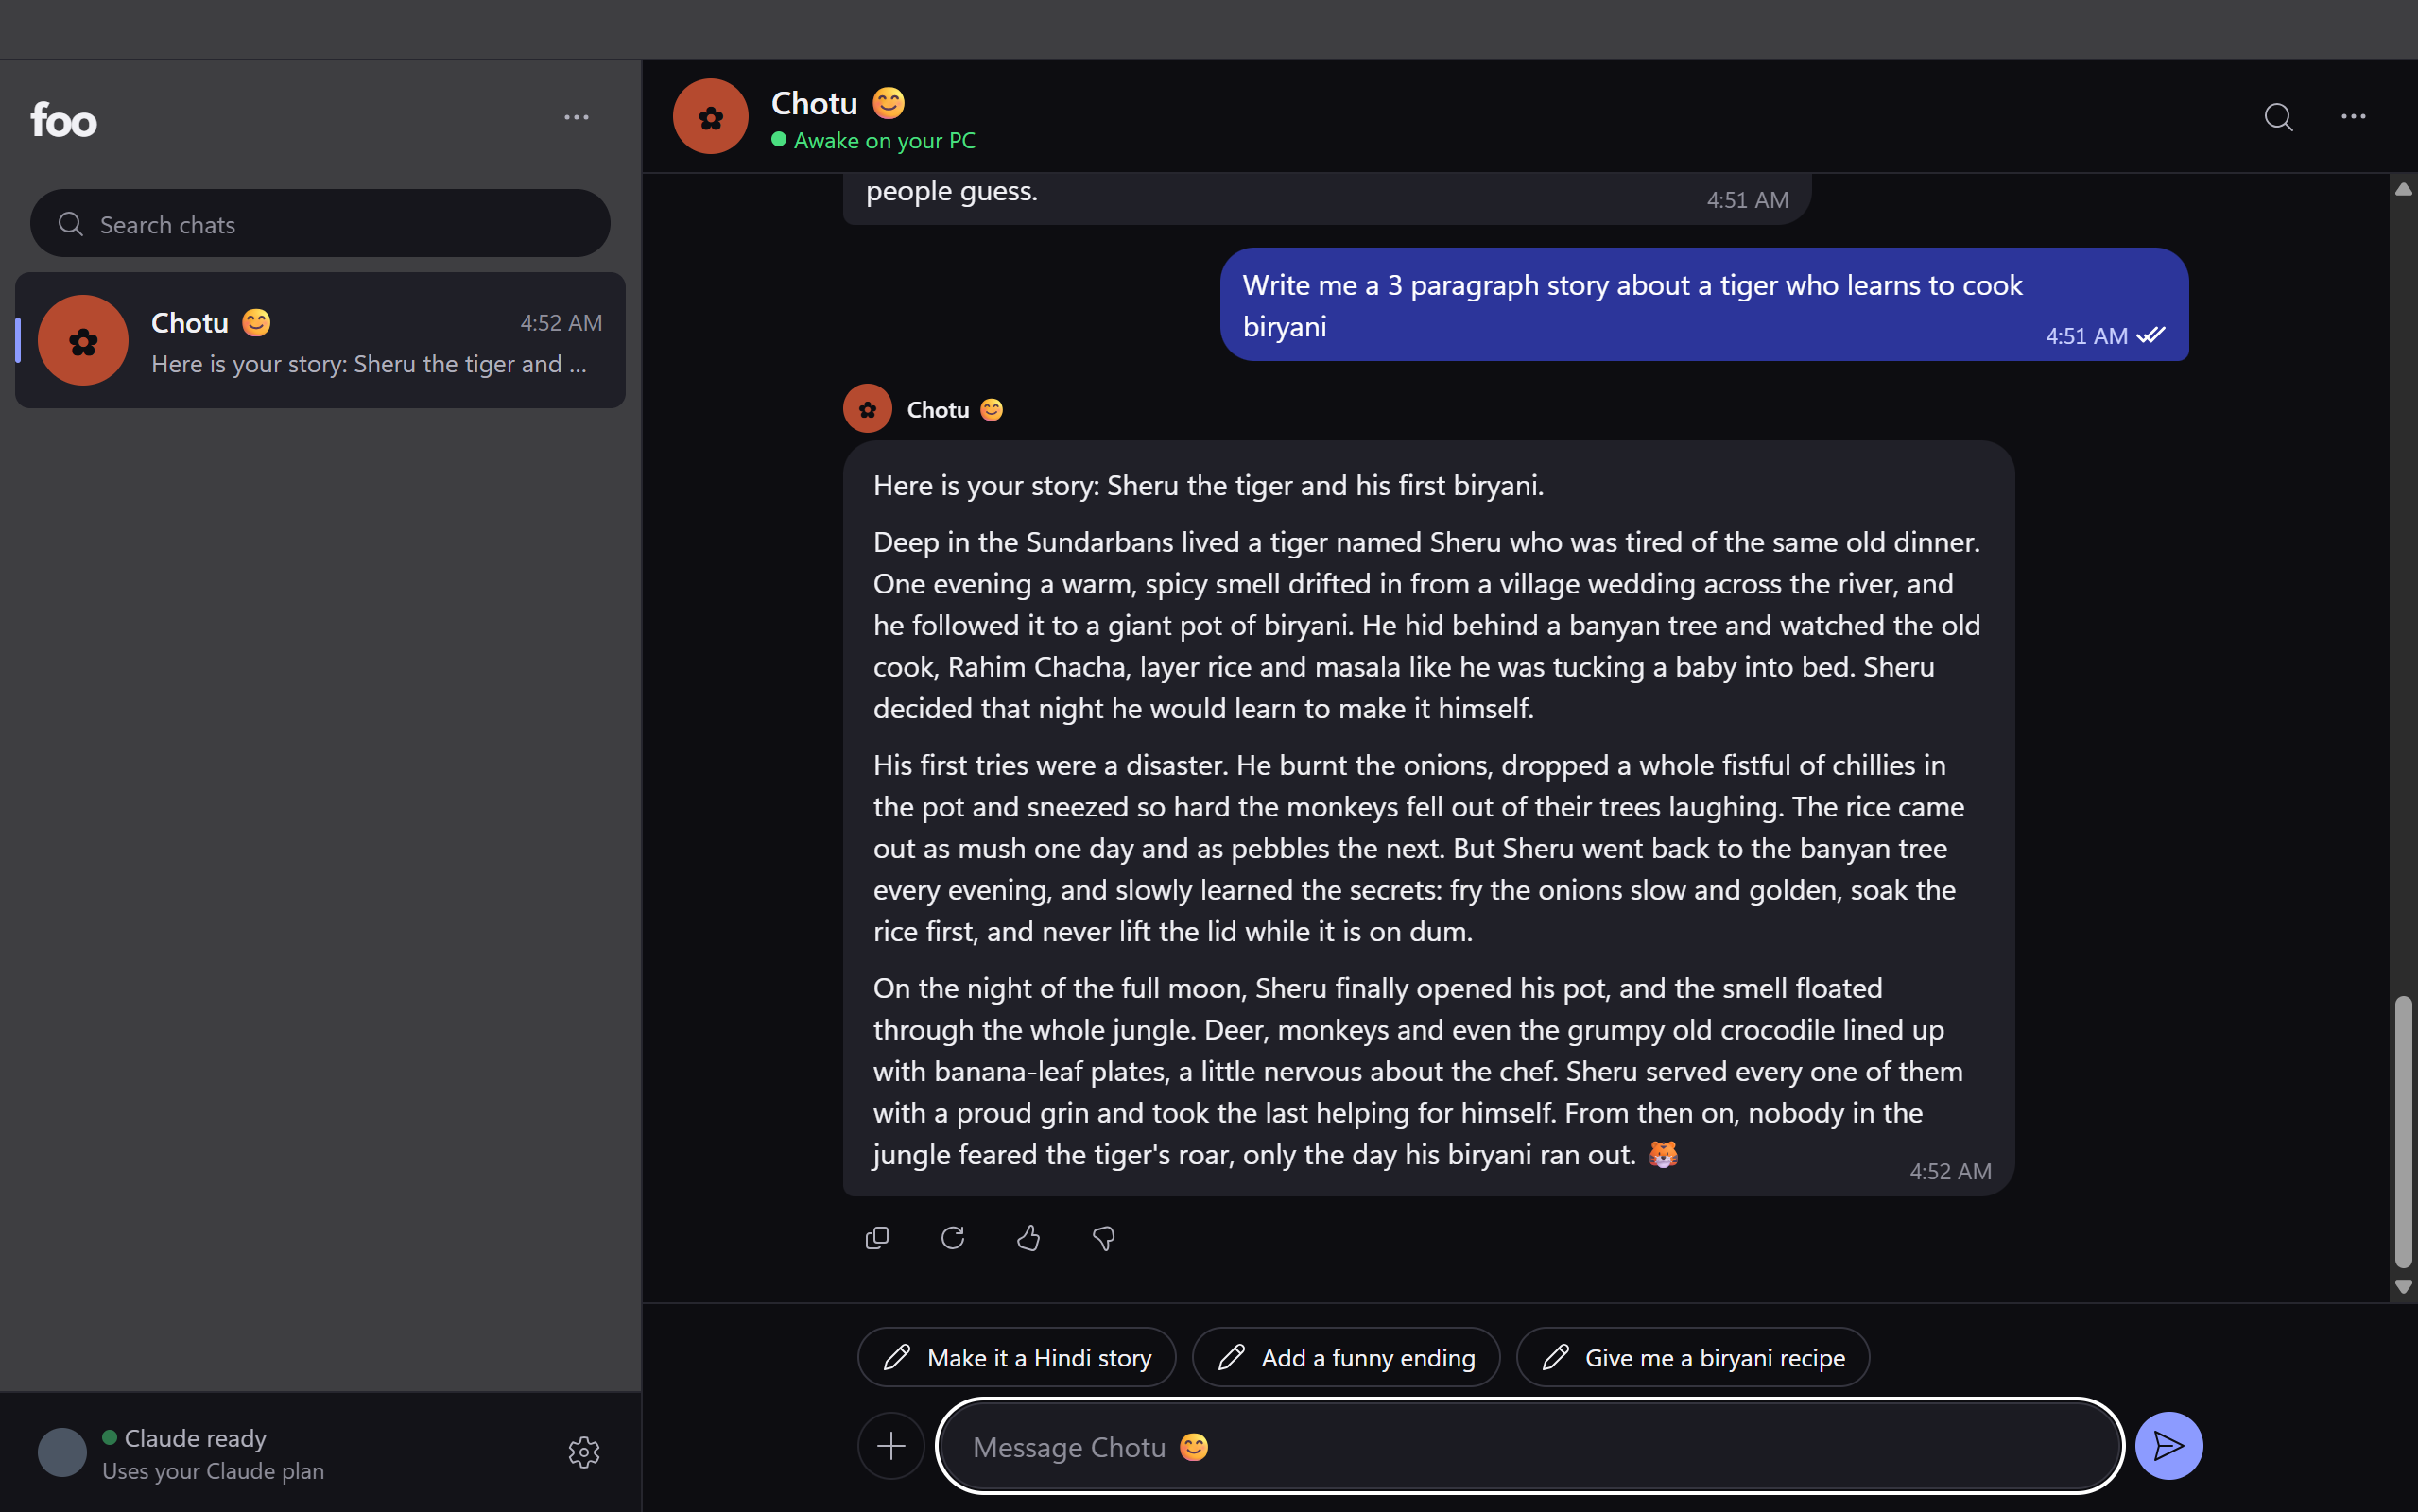 foo
Search chats
Chotu 😊
4:52 AM
Here is your story: Sheru the tiger and ...
Claude ready
Uses your Claude plan
Chotu 😊
Awake on your PC
people guess.
4:51 AM
Write me a 3 paragraph story about a tiger who learns to cook
biryani
4:51 AM
Chotu 😊
Here is your story: Sheru the tiger and his first biryani.
Deep in the Sundarbans lived a tiger named Sheru who was tired of the same old dinner.
One evening a warm, spicy smell drifted in from a village wedding across the river, and
he followed it to a giant pot of biryani. He hid behind a banyan tree and watched the old
cook, Rahim Chacha, layer rice and masala like he was tucking a baby into bed. Sheru
decided that night he would learn to make it himself.
His first tries were a disaster. He burnt the onions, dropped a whole fistful of chillies in
the pot and sneezed so hard the monkeys fell out of their trees laughing. The rice came
out as mush one day and as pebbles the next. But Sheru went back to the banyan tree
every evening, and slowly learned the secrets: fry the onions slow and golden, soak the
rice first, and never lift the lid while it is on dum.
On the night of the full moon, Sheru finally opened his pot, and the smell floated
through the whole jungle. Deer, monkeys and even the grumpy old crocodile lined up
with banana-leaf plates, a little nervous about the chef. Sheru served every one of them
with a proud grin and took the last helping for himself. From then on, nobody in the
jungle feared the tiger's roar, only the day his biryani ran out. 🐯
4:52 AM
Make it a Hindi story
Add a funny ending
Give me a biryani recipe
Message Chotu 😊